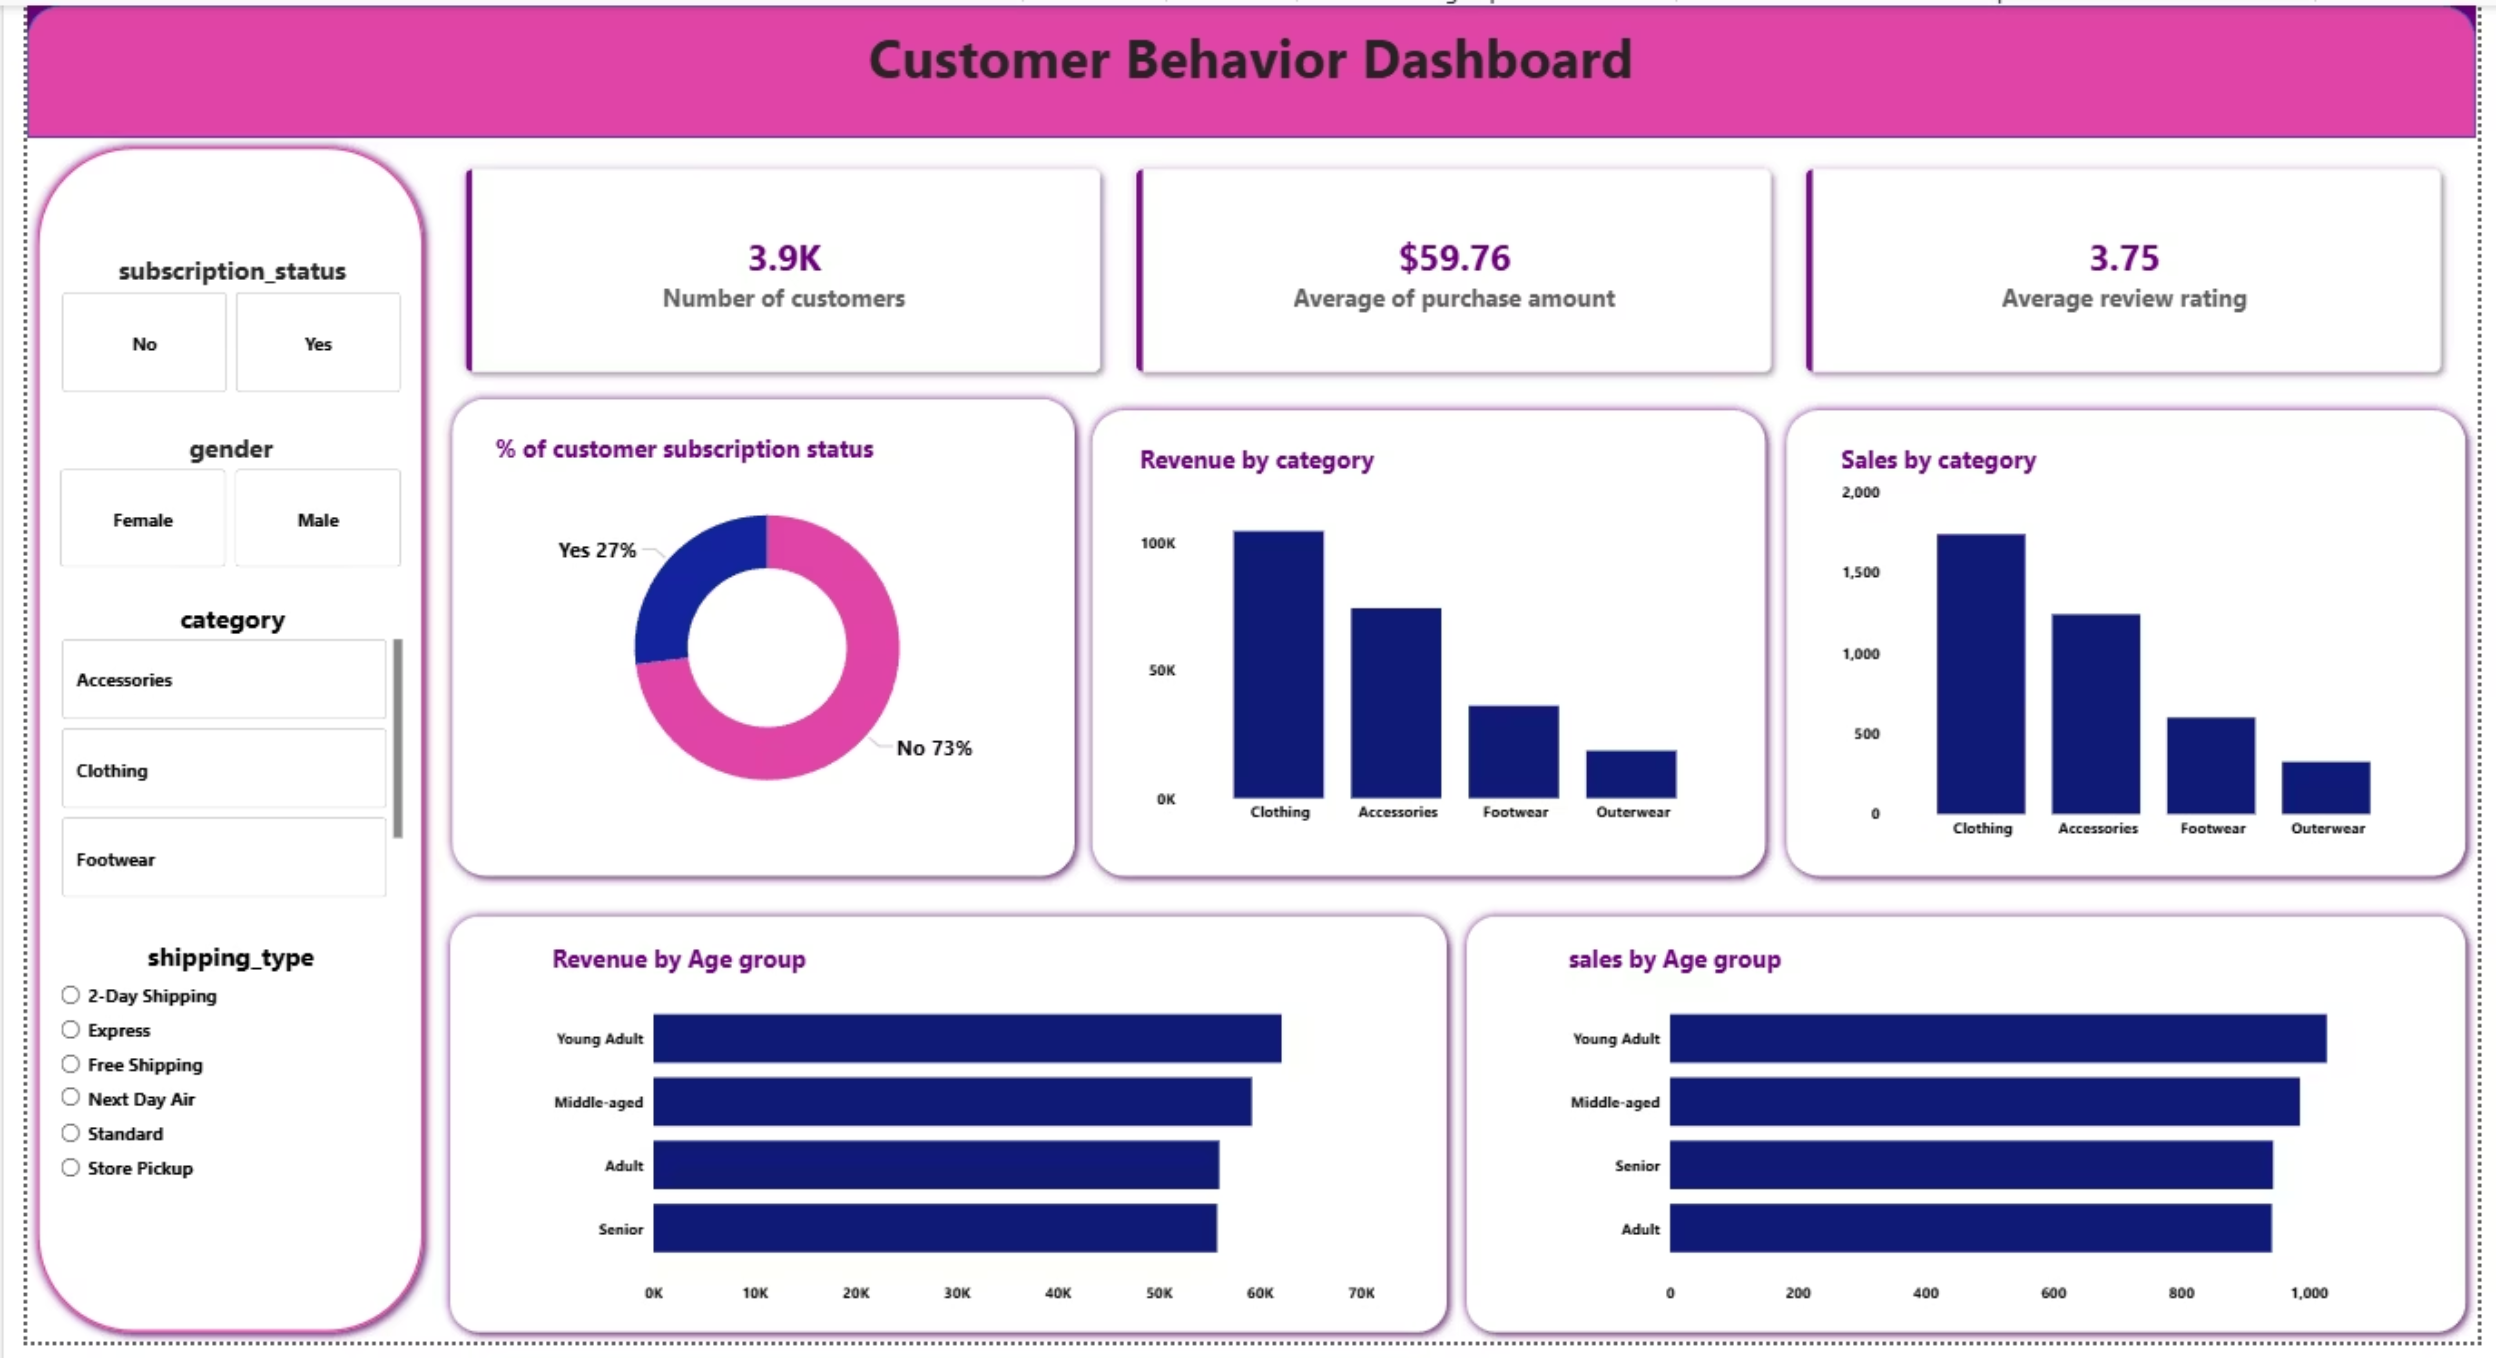 Customer Behavior Dashboard
subscription_status
No
Yes
gender
Female
Male
category
Accessories
Clothing
Footwear
shipping_type
2-Day Shipping
Express
Free Shipping
Next Day Air
Standard
Store Pickup
3.9K
Number of customers
$59.76
Average of purchase amount
3.75
Average review rating
% of customer subscription status
Yes 27%
No 73%
Revenue by category
100K
50K
0K
Clothing
Accessories
Footwear
Outerwear
Sales by category
2,000
1,500
1,000
500
0
Clothing
Accessories
Footwear
Outerwear
Revenue by Age group
Young Adult
Middle-aged
Adult
Senior
0K
10K
20K
30K
40K
50K
60K
70K
sales by Age group
Young Adult
Middle-aged
Senior
Adult
0
200
400
600
800
1,000